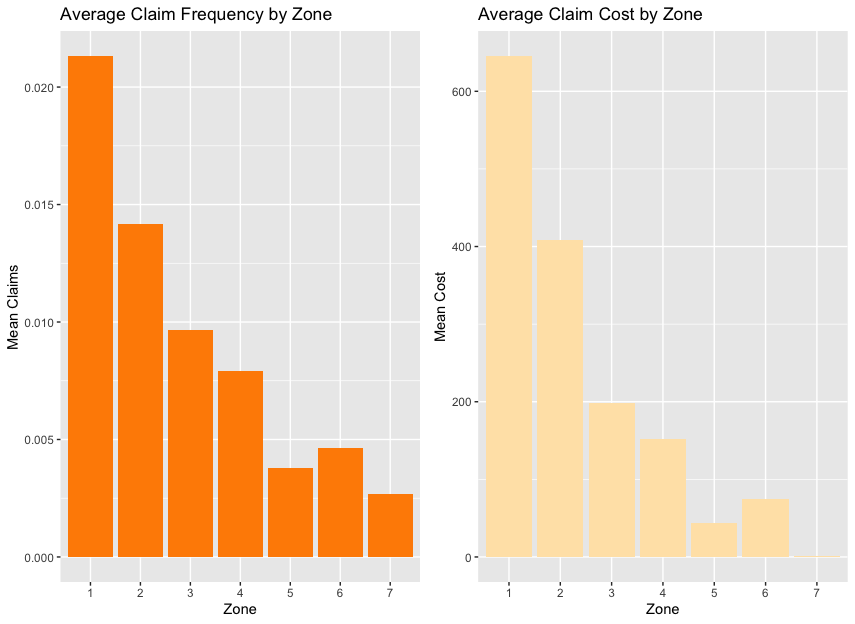 Average Claim Frequency by Zone
Mean Claims
0.020
0.015
0.010
0.005
0.000
1 2 3 4 5 6 7
Zone
Average Claim Cost by Zone
Mean Cost
600
400
200
0
1 2 3 4 5 6 7
Zone